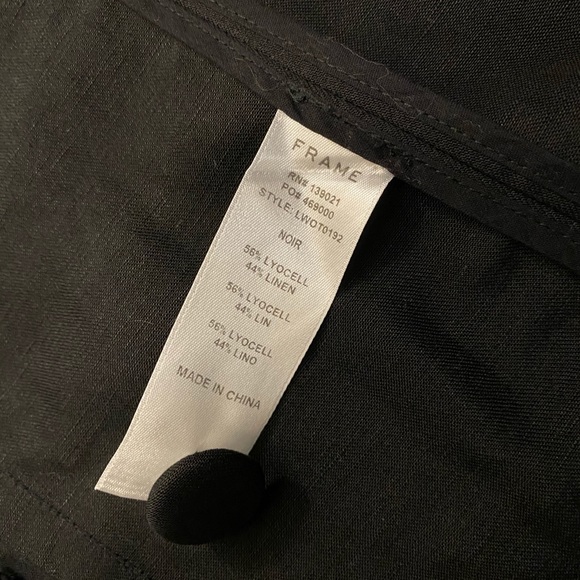 FRAME
RN# 139021
PO# 469000
STYLE: LWOT0192
NOIR
56% LYOCELL
44% LINEN
56% LYOCELL
44% LIN
56% LYOCELL
44% LINO
MADE IN CHINA